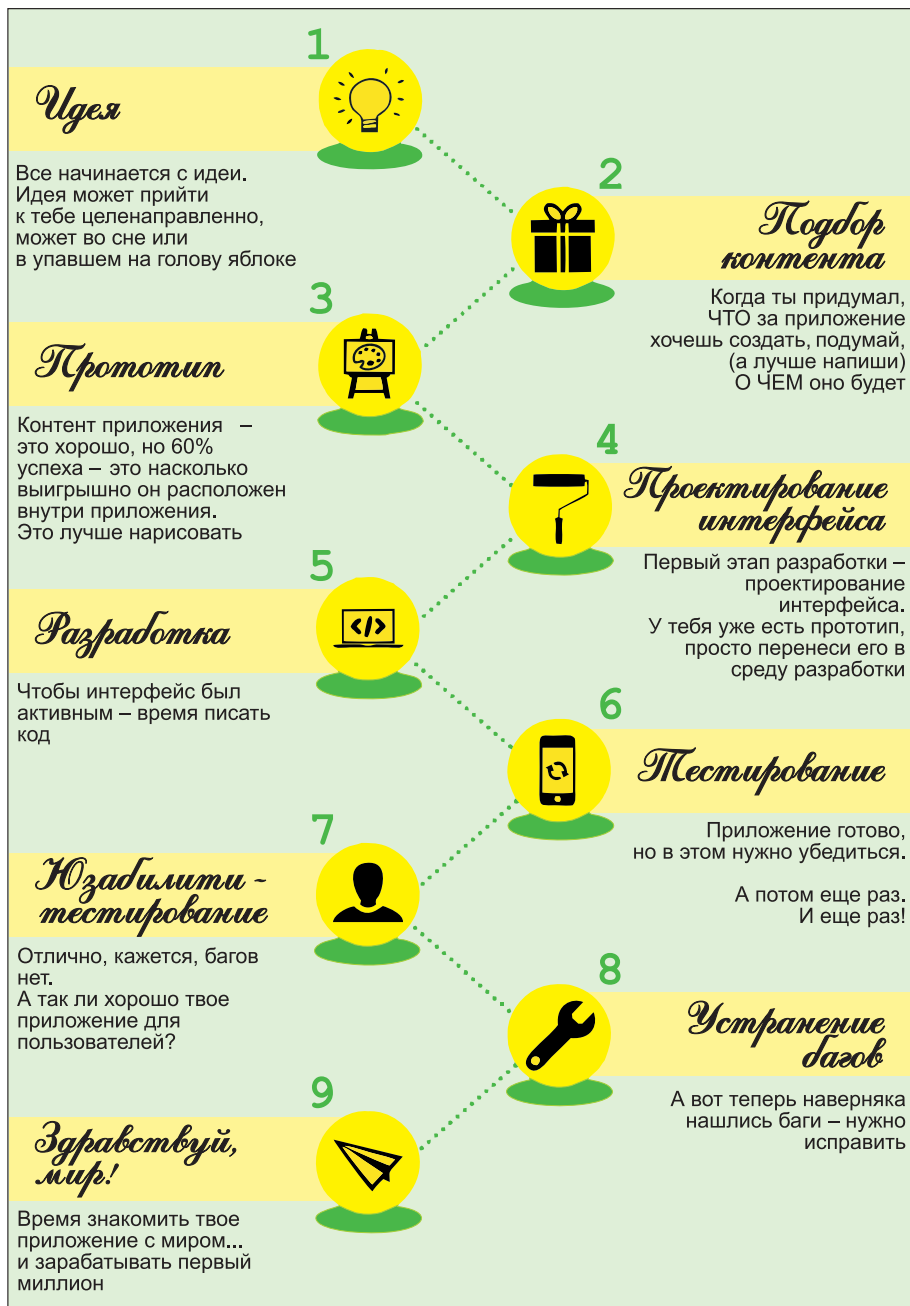 1
Идея
Все начинается с идеи.
Идея может прийти
к тебе целенаправленно,
может во сне или
в упавшем на голову яблоке
2
Подбор
контента
Когда ты придумал,
ЧТО за приложение
хочешь создать, подумай,
(а лучше напиши)
О ЧЕМ оно будет
3
Прототип
Контент приложения –
это хорошо, но 60%
успеха – это насколько
выигрышно он расположен
внутри приложения.
Это лучше нарисовать
4
Проектирование
интерфейса
Первый этап разработки –
проектирование
интерфейса.
У тебя уже есть прототип,
просто перенеси его в
среду разработки
5
Разработка
</>
Чтобы интерфейс был
активным – время писать
код
6
Тестирование
Приложение готово,
но в этом нужно убедиться.
А потом еще раз.
И еще раз!
7
Юзабилити -
тестирование
Отлично, кажется, багов
нет.
А так ли хорошо твое
приложение для
пользователей?
8
Устранение
багов
А вот теперь наверняка
нашлись баги – нужно
исправить
9
Здравствуй,
мир!
Время знакомить твое
приложение с миром...
и зарабатывать первый
миллион